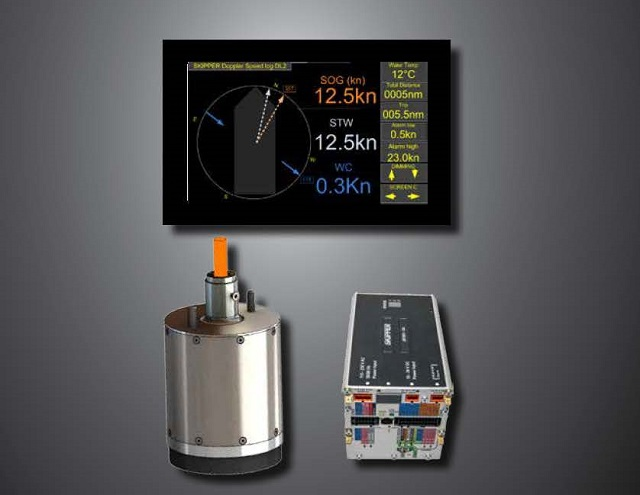 SKIPPER Doppler Speed log DL2
SOG (kn)
12.5kn
STW
12.5kn
WC
0.3Kn
Water Temp
12°C
Total Distance
0005nm
Trip
005.5nm
Alarm low
0.5kn
Alarm high
23.0kn
DIMMING
SCREEN C
SKIPPER